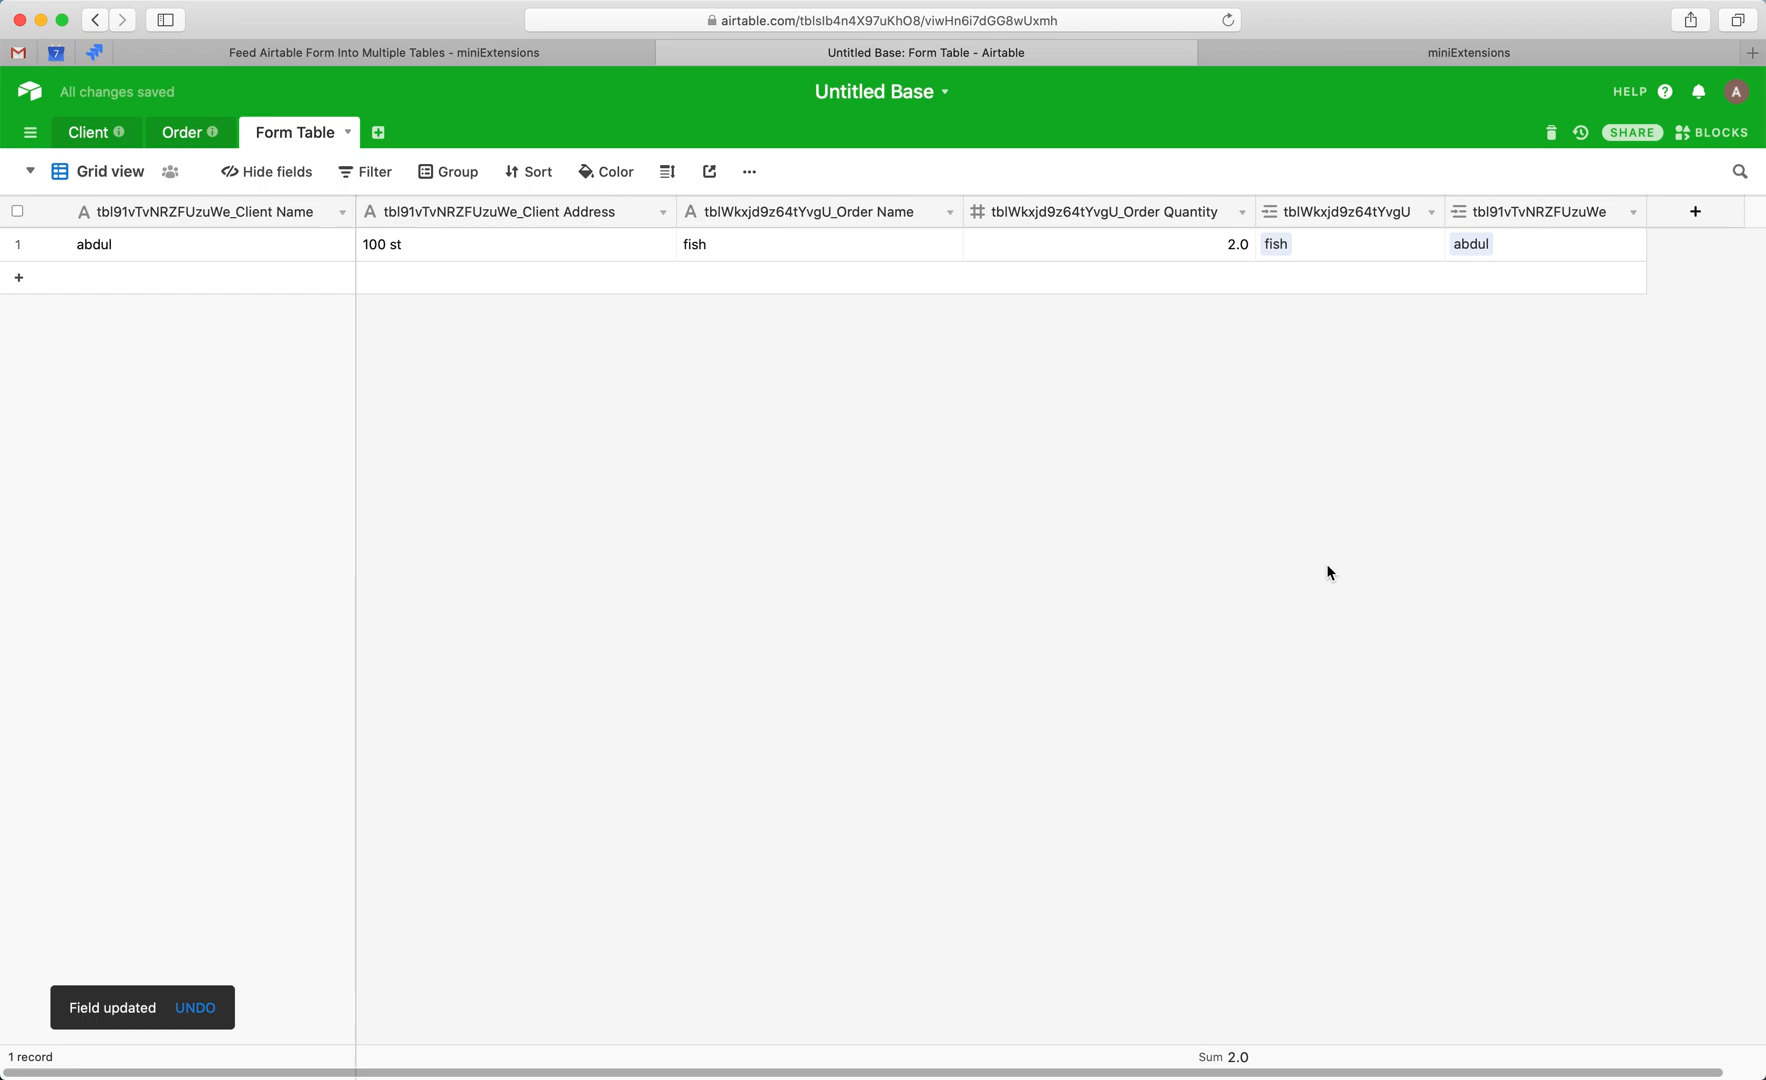 airtable.com/tblslb4n4X97uKhO8/viwHn6i7dGG8wUxmh
7
Feed Airtable Form Into Multiple Tables - miniExtensions
Untitled Base: Form Table - Airtable
miniExtensions
All changes saved
Untitled Base
HELP
A
Client
Order
Form Table
SHARE
BLOCKS
Grid view
Hide fields
Filter
Group
Sort
Color
tbl91vTvNRZFUzuWe_Client Name
tbl91vTvNRZFUzuWe_Client Address
tblWkxjd9z64tYvgU_Order Name
tblWkxjd9z64tYvgU_Order Quantity
tblWkxjd9z64tYvgU
tbl91vTvNRZFUzuWe
1
abdul
100 st
fish
2.0
fish
abdul
Field updated
UNDO
1 record
Sum 2.0